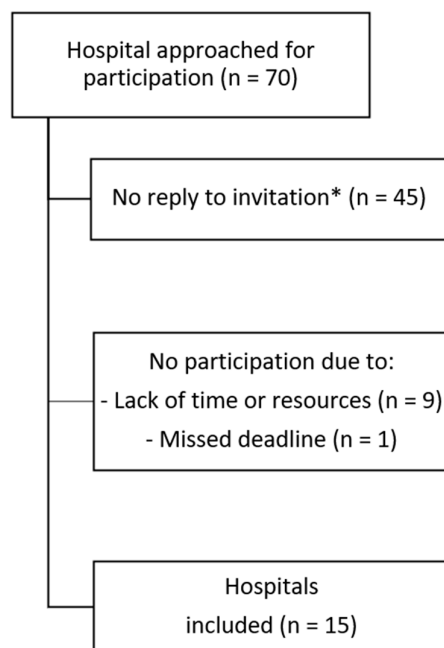 Hospital approached for
participation (n = 70)
No reply to invitation* (n = 45)
No participation due to:
- Lack of time or resources (n = 9)
- Missed deadline (n = 1)
Hospitals
included (n = 15)